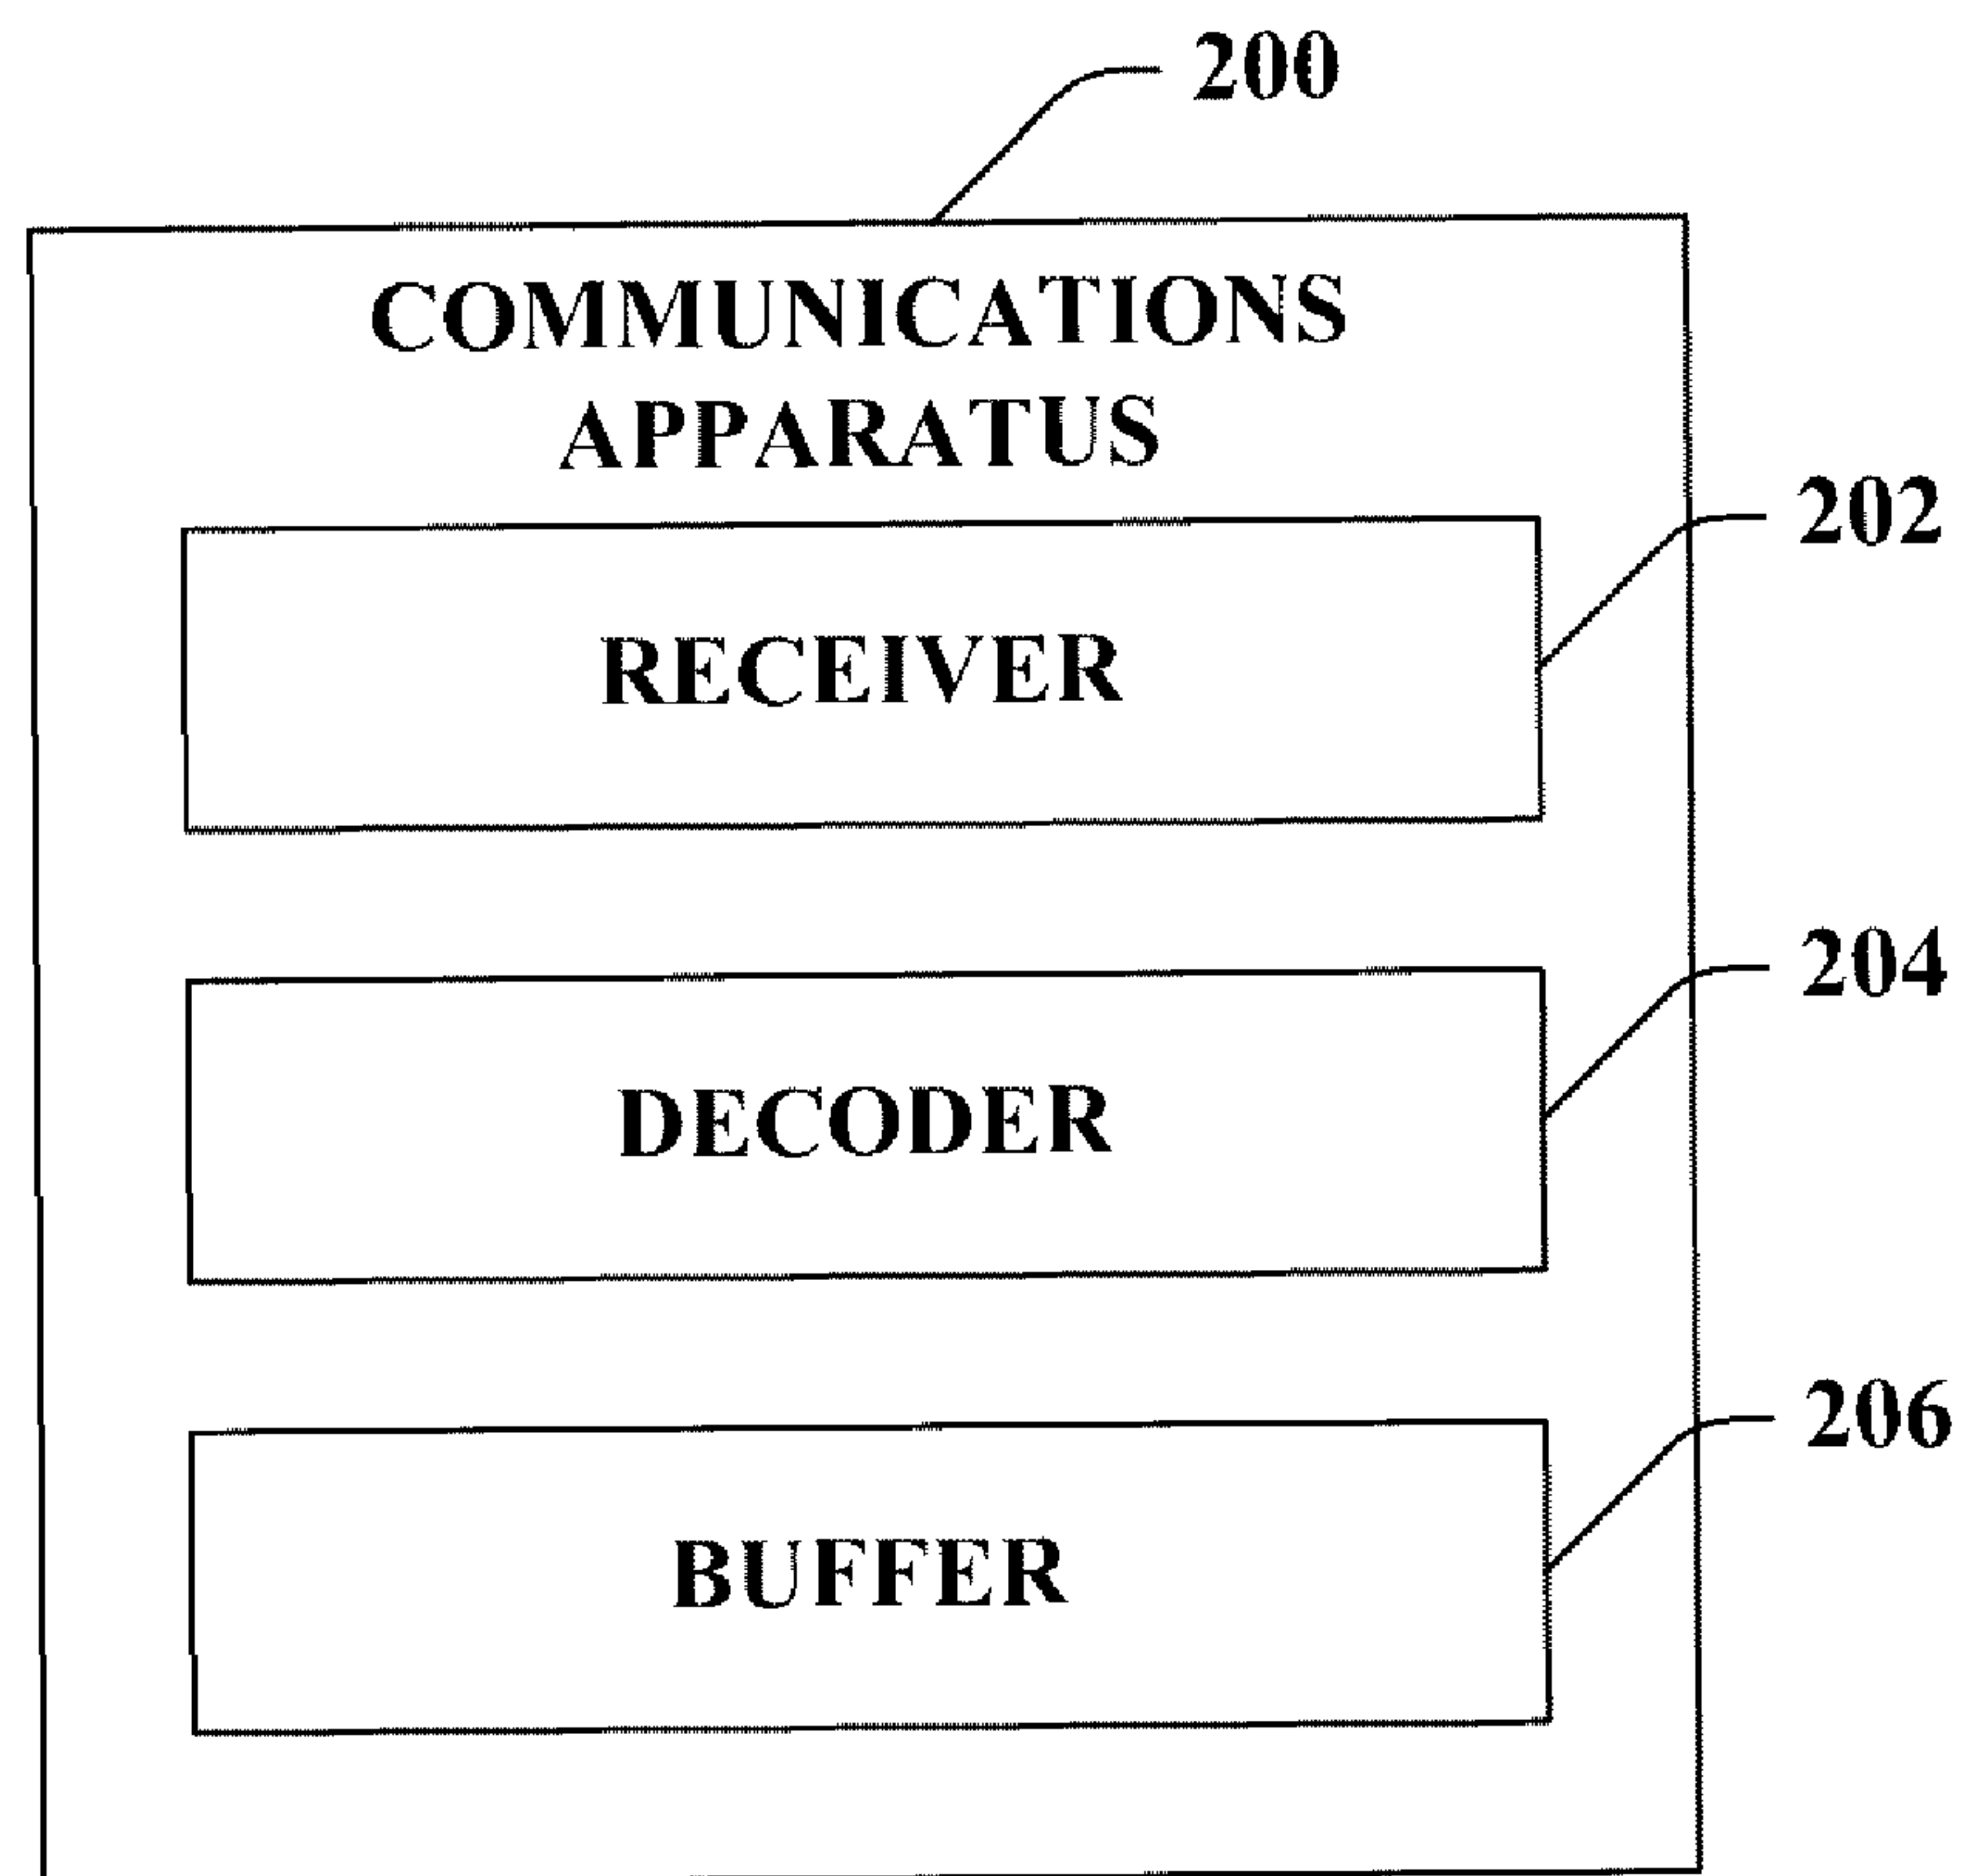 200
COMMUNICATIONS
APPARATUS
202
RECEIVER
204
DECODER
206
BUFFER